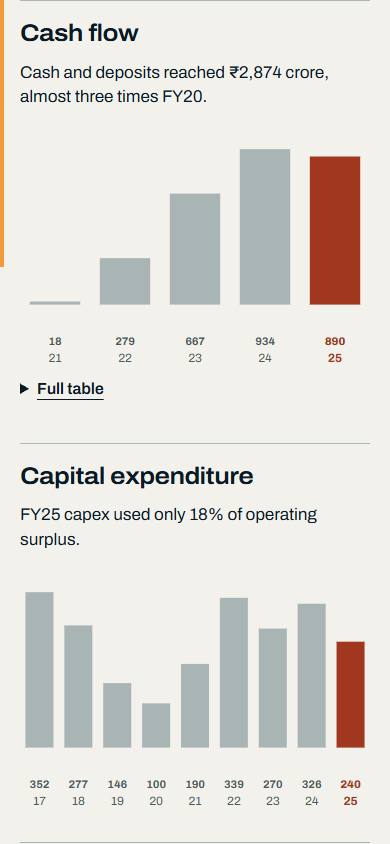 Cash flow
Cash and deposits reached ₹2,874 crore,
almost three times FY20.
18 279 667 934 890
21 22 23 24 25
Full table
Capital expenditure
FY25 capex used only 18% of operating
surplus.
352 277 146 100 190 339 270 326 240
17 18 19 20 21 22 23 24 25